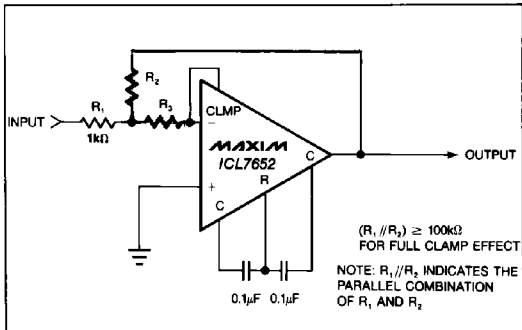 R₂
R₁
R₃
CLMP
INPUT
1kΩ
−
MAXIM
ICL7652
C
OUTPUT
R
+
C
(R₁//R₂) ≥ 100kΩ
FOR FULL CLAMP EFFECT
NOTE: R₁//R₂ INDICATES THE
PARALLEL COMBINATION
OF R₁ AND R₂
0.1µF 0.1µF